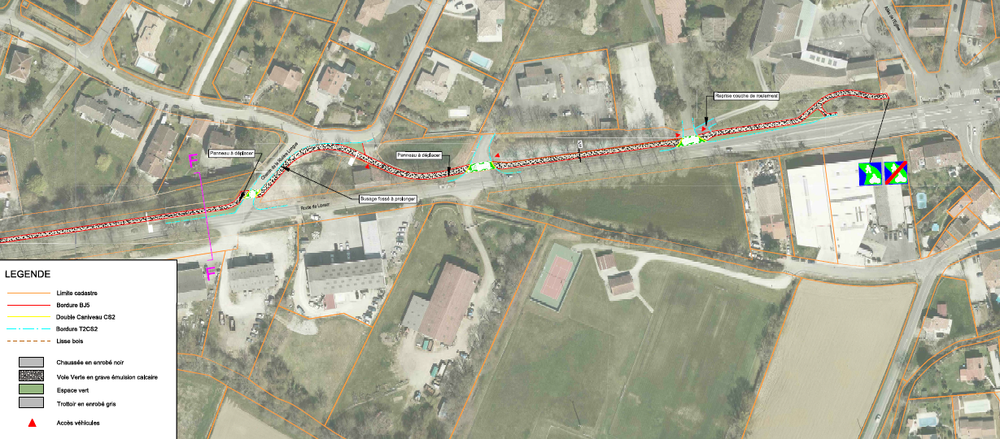 Allée de l'Eglise
Reprise couche de roulement
Panneau à déplacer
Panneau à déplacer
Busage fossé à prolonger
F
F
LEGENDE
Limite cadastre
Bordure BJ5
Double Caniveau CS2
Bordure T2CS2
Lisse bois
Chaussée en enrobé noir
Voie Verte en grave émulsion calcaire
Espace vert
Trottoir en enrobé gris
Accès véhicules